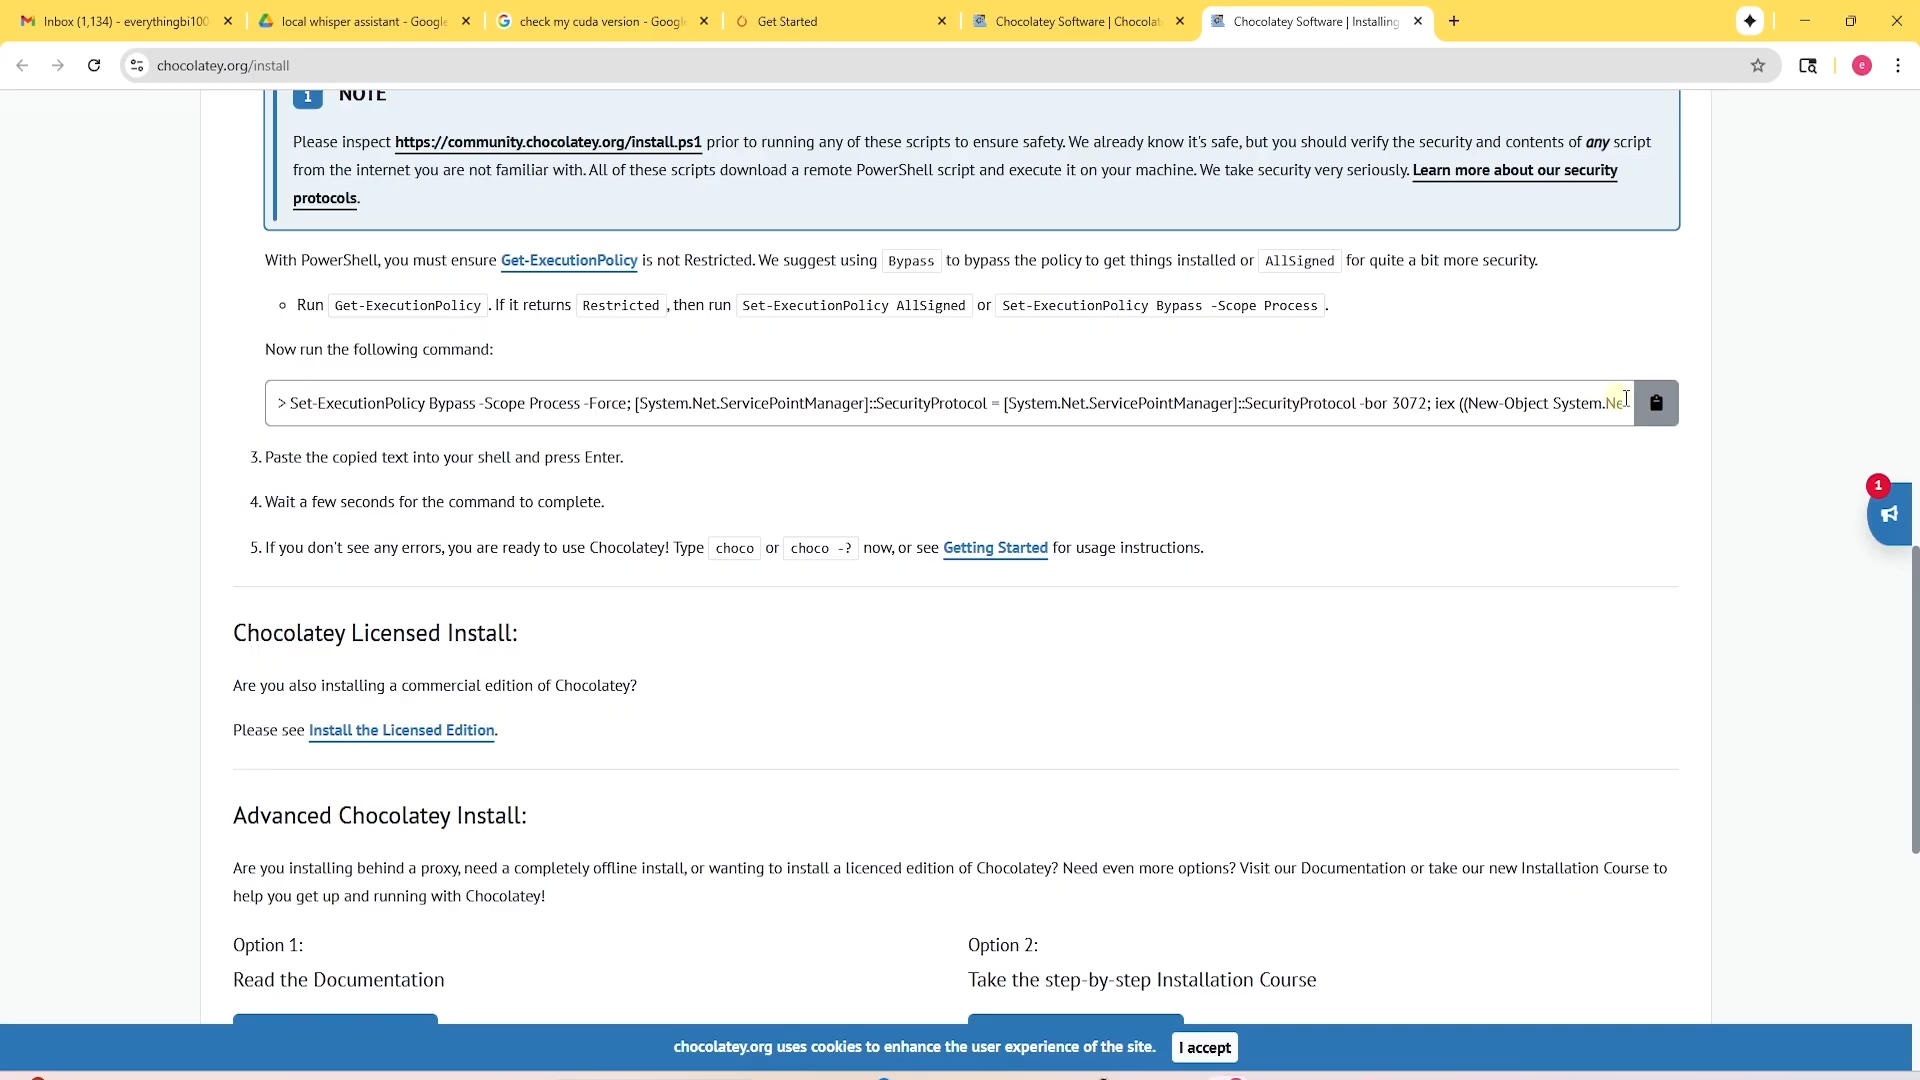 Inbox (1,134) - everythingbi100
local whisper assistant - Google
check my cuda version - Google
Get Started
Chocolatey Software | Chocolat
Chocolatey Software | Installing
chocolatey.org/install
e
i NOTE
Please inspect https://community.chocolatey.org/install.ps1 prior to running any of these scripts to ensure safety. We already know it's safe, but you should verify the security and contents of any script
from the internet you are not familiar with. All of these scripts download a remote PowerShell script and execute it on your machine. We take security very seriously. Learn more about our security
protocols.
With PowerShell, you must ensure Get-ExecutionPolicy is not Restricted. We suggest using Bypass to bypass the policy to get things installed or AllSigned for quite a bit more security.
Run Get-ExecutionPolicy. If it returns Restricted, then run Set-ExecutionPolicy AllSigned or Set-ExecutionPolicy Bypass -Scope Process.
Now run the following command:
> Set-ExecutionPolicy Bypass -Scope Process -Force; [System.Net.ServicePointManager]::SecurityProtocol = [System.Net.ServicePointManager]::SecurityProtocol -bor 3072; iex ((New-Object System.Ne
3. Paste the copied text into your shell and press Enter.
4. Wait a few seconds for the command to complete.
1
5. If you don't see any errors, you are ready to use Chocolatey! Type choco or choco -? now, or see Getting Started for usage instructions.
Chocolatey Licensed Install:
Are you also installing a commercial edition of Chocolatey?
Please see Install the Licensed Edition.
Advanced Chocolatey Install:
Are you installing behind a proxy, need a completely offline install, or wanting to install a licenced edition of Chocolatey? Need even more options? Visit our Documentation or take our new Installation Course to
help you get up and running with Chocolatey!
Option 1:
Read the Documentation
Option 2:
Take the step-by-step Installation Course
chocolatey.org uses cookies to enhance the user experience of the site.
I accept